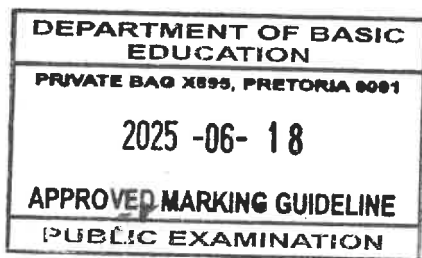 DEPARTMENT OF BASIC
EDUCATION
PRIVATE BAG X895, PRETORIA 0001
2025 -06- 18
APPROVED MARKING GUIDELINE
PUBLIC EXAMINATION